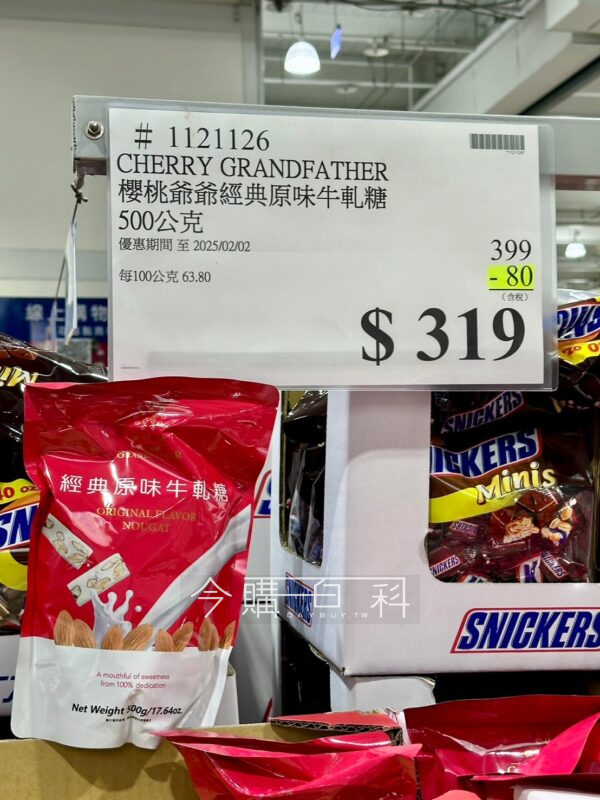 # 1121126
CHERRY GRANDFATHER
櫻桃爺爺經典原味牛軋糖
500公克
優惠期間 至 2025/02/02
399
每100公克 63.80
- 80
(含稅)
$ 319
經典原味牛軋糖
ORIGINAL FLAVOR
NOUGAT
A mouthful of sweetness
from 100% dedication
Net Weight 500g/17.64oz
SNICKERS
SNICKERS
Minis
SNICKERS
SNICKERS
今購百科
DAYBUY.TW